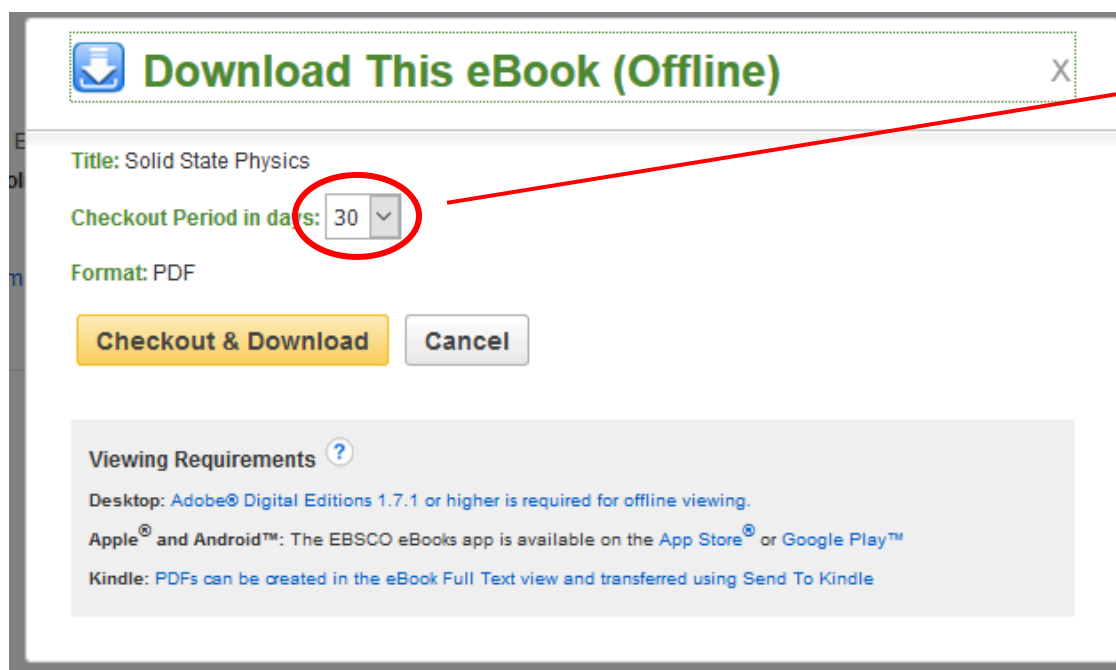 Download This eBook (Offline)
X
E
Title: Solid State Physics
ol
Checkout Period in days: 30
m
Format: PDF
Checkout & Download Cancel
Viewing Requirements ?
Desktop: Adobe® Digital Editions 1.7.1 or higher is required for offline viewing.
Apple® and Android™: The EBSCO eBooks app is available on the App Store® or Google Play™
Kindle: PDFs can be created in the eBook Full Text view and transferred using Send To Kindle